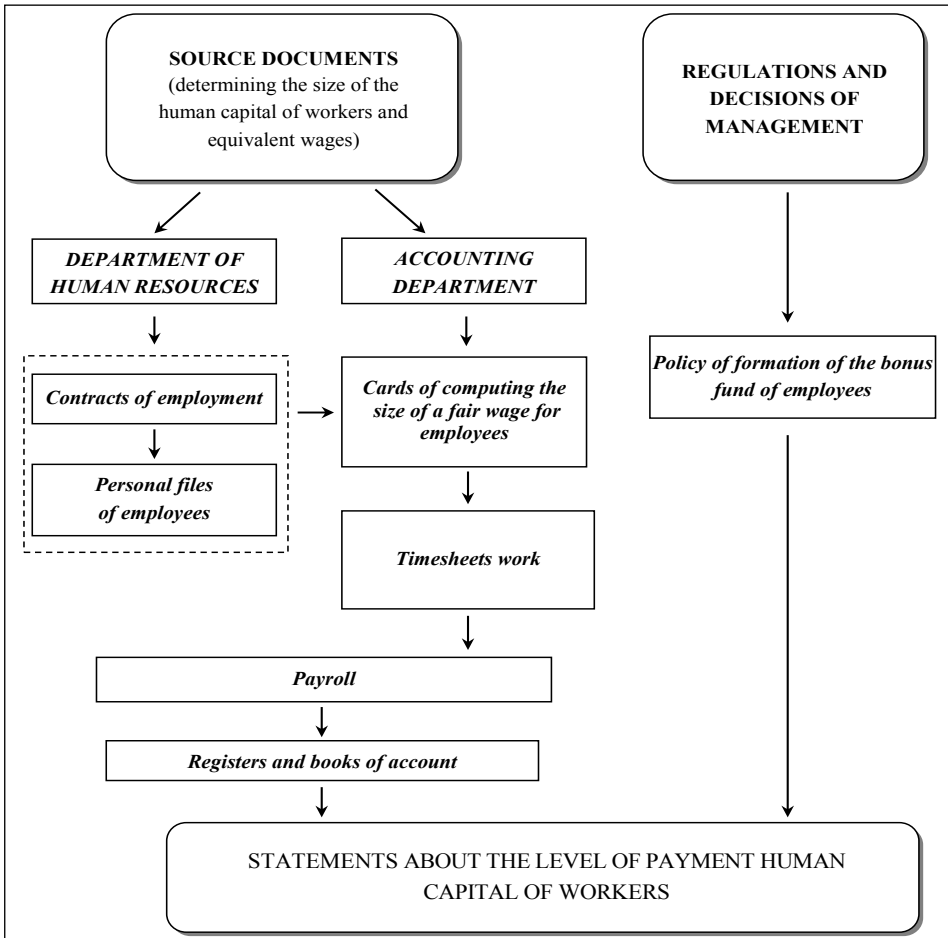 SOURCE DOCUMENTS
(determining the size of the
human capital of workers and
equivalent wages)
REGULATIONS AND
DECISIONS OF
MANAGEMENT
DEPARTMENT OF
HUMAN RESOURCES
ACCOUNTING
DEPARTMENT
Contracts of employment
Personal files
of employees
Cards of computing the
size of a fair wage for
employees
Policy of formation of the bonus
fund of employees
Timesheets work
Payroll
Registers and books of account
STATEMENTS ABOUT THE LEVEL OF PAYMENT HUMAN
CAPITAL OF WORKERS